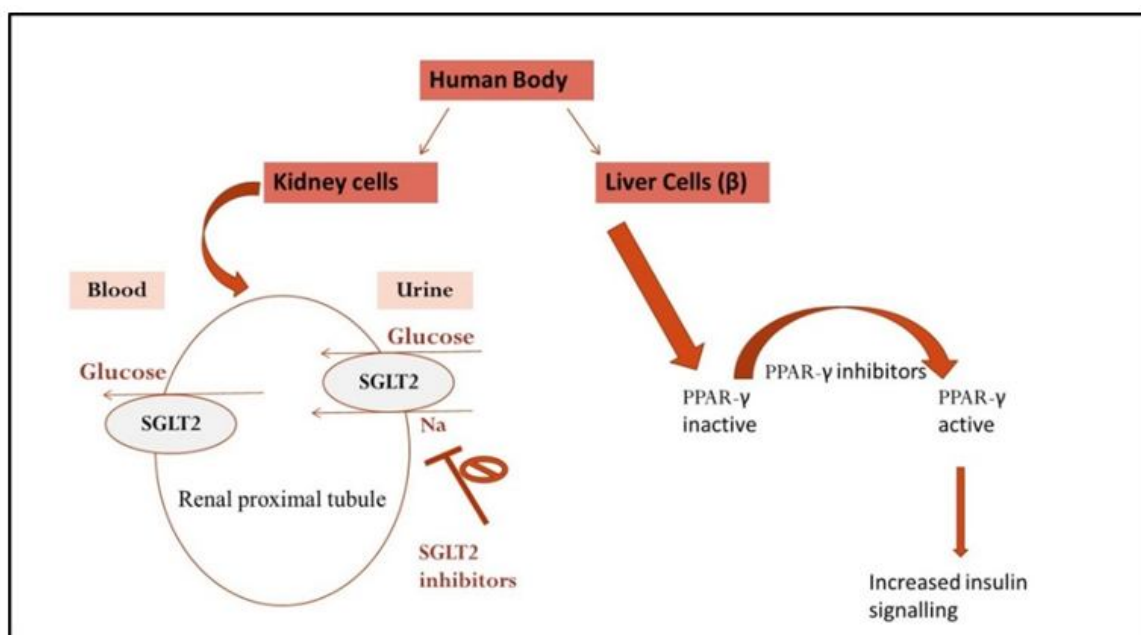 Human Body
Kidney cells
Liver Cells (β)
Blood
Urine
Glucose
Glucose
SGLT2
SGLT2
Na
Renal proximal tubule
SGLT2
inhibitors
PPAR-γ inhibitors
PPAR-γ
inactive
PPAR-γ
active
Increased insulin
signalling